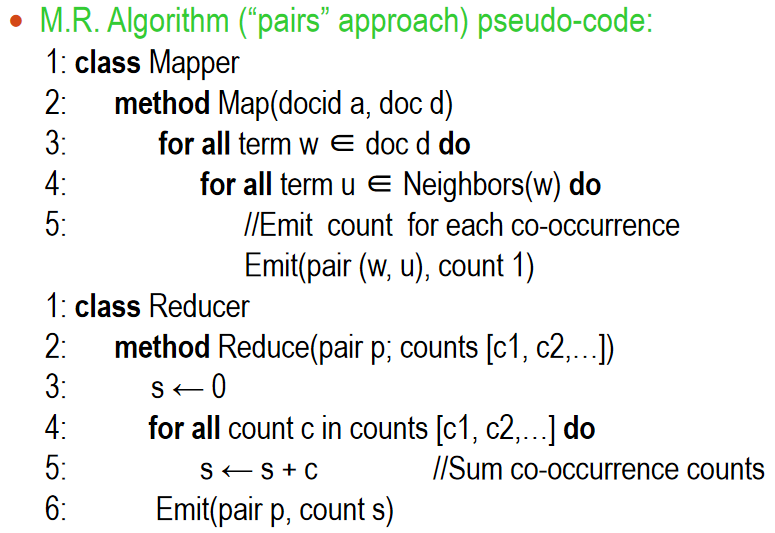 • M.R. Algorithm (“pairs” approach) pseudo-code:
1: class Mapper
2: method Map(docid a, doc d)
3: for all term w ∈ doc d do
4: for all term u ∈ Neighbors(w) do
5: //Emit count for each co-occurrence
Emit(pair (w, u), count 1)
1: class Reducer
2: method Reduce(pair p; counts [c1, c2,…])
3: s ← 0
4: for all count c in counts [c1, c2,…] do
5: s ← s + c //Sum co-occurrence counts
6: Emit(pair p, count s)